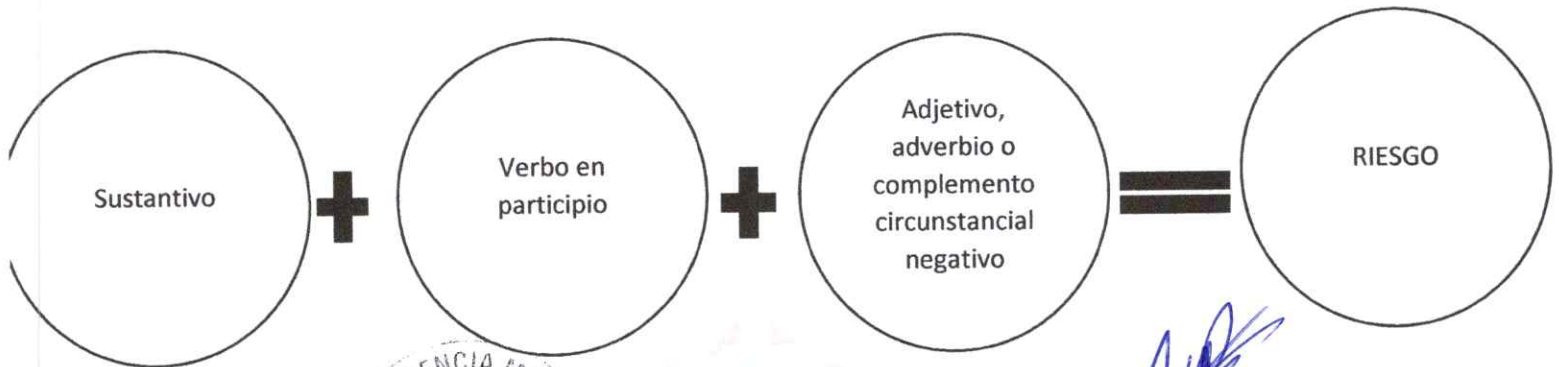 Sustantivo
Verbo en
participio
Adjetivo,
adverbio o
complemento
circunstancial
negativo
RIESGO